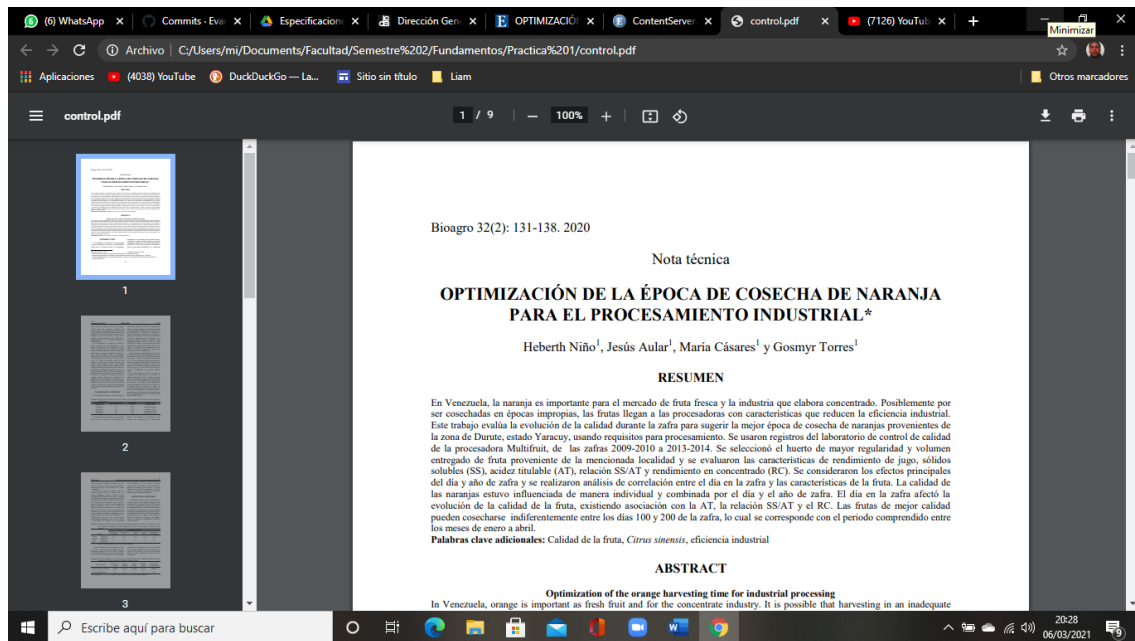 (6) WhatsApp
Commits · Evar
Especificacione
Dirección Gene
OPTIMIZACIÓN
ContentServer
control.pdf
(7126) YouTub
Minimizar
Archivo | C:/Users/mi/Documents/Facultad/Semestre%202/Fundamentos/Practica%201/control.pdf
Aplicaciones
(4038) YouTube
DuckDuckGo — La...
Sitio sin título
Liam
Otros marcadores
control.pdf
1 / 9
100%
1
2
3
Bioagro 32(2): 131-138. 2020
Nota técnica
OPTIMIZACIÓN DE LA ÉPOCA DE COSECHA DE NARANJA
PARA EL PROCESAMIENTO INDUSTRIAL*
Heberth Niño1, Jesús Aular1, María Cásares1 y Gosmyr Torres1
RESUMEN
En Venezuela, la naranja es importante para el mercado de fruta fresca y la industria que elabora concentrado. Posiblemente por
ser cosechadas en épocas impropias, las frutas llegan a las procesadoras con características que reducen la eficiencia industrial.
Este trabajo evalúa la evolución de la calidad durante la zafra para sugerir la mejor época de cosecha de naranjas provenientes de
la zona de Durute, estado Yaracuy, usando requisitos para procesamiento. Se usaron registros del laboratorio de control de calidad
de la procesadora Multifruit, de las zafras 2009-2010 a 2013-2014. Se seleccionó el huerto de mayor regularidad y volumen
entregado de fruta proveniente de la mencionada localidad y se evaluaron las características de rendimiento de jugo, sólidos
solubles (SS), acidez titulable (AT), relación SS/AT y rendimiento en concentrado (RC). Se consideraron los efectos principales
del día y año de zafra y se realizaron análisis de correlación entre el día en la zafra y las características de la fruta. La calidad de
las naranjas estuvo influenciada de manera individual y combinada por el día y el año de zafra. El día en la zafra afectó la
evolución de la calidad de la fruta, existiendo asociación con la AT, la relación SS/AT y el RC. Las frutas de mejor calidad
pueden cosecharse indiferentemente entre los días 100 y 200 de la zafra, lo cual se corresponde con el periodo comprendido entre
los meses de enero a abril.
Palabras clave adicionales: Calidad de la fruta, Citrus sinensis, eficiencia industrial
ABSTRACT
Optimization of the orange harvesting time for industrial processing
In Venezuela, orange is important as fresh fruit and for the concentrate industry. It is possible that harvesting in an inadequate
Escribe aquí para buscar
20:28
06/03/2021